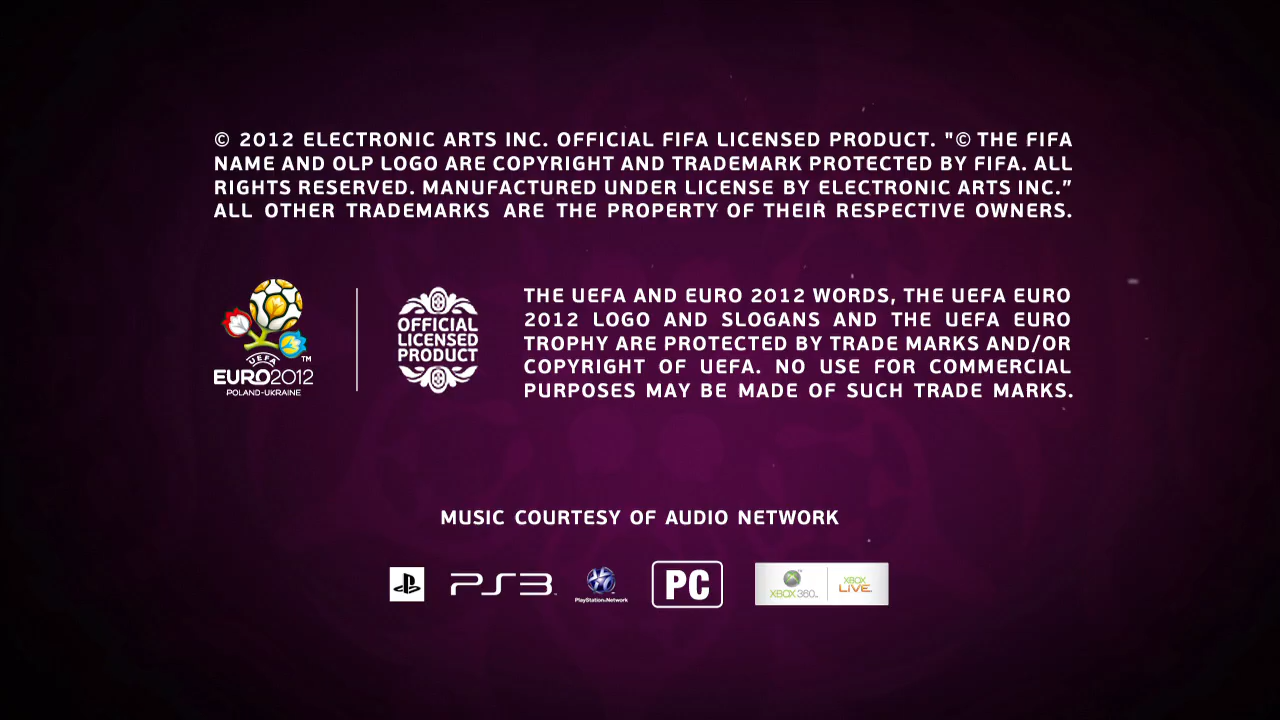 © 2012 ELECTRONIC ARTS INC. OFFICIAL FIFA LICENSED PRODUCT. "© THE FIFA
NAME AND OLP LOGO ARE COPYRIGHT AND TRADEMARK PROTECTED BY FIFA. ALL
RIGHTS RESERVED. MANUFACTURED UNDER LICENSE BY ELECTRONIC ARTS INC."
ALL OTHER TRADEMARKS ARE THE PROPERTY OF THEIR RESPECTIVE OWNERS.
UEFA
EURO2012
POLAND-UKRAINE
TM
OFFICIAL
LICENSED
PRODUCT
THE UEFA AND EURO 2012 WORDS, THE UEFA EURO
2012 LOGO AND SLOGANS AND THE UEFA EURO
TROPHY ARE PROTECTED BY TRADE MARKS AND/OR
COPYRIGHT OF UEFA. NO USE FOR COMMERCIAL
PURPOSES MAY BE MADE OF SUCH TRADE MARKS.
MUSIC COURTESY OF AUDIO NETWORK
PS3
PlayStation®Network
PC
XBOX 360
XBOX
LIVE